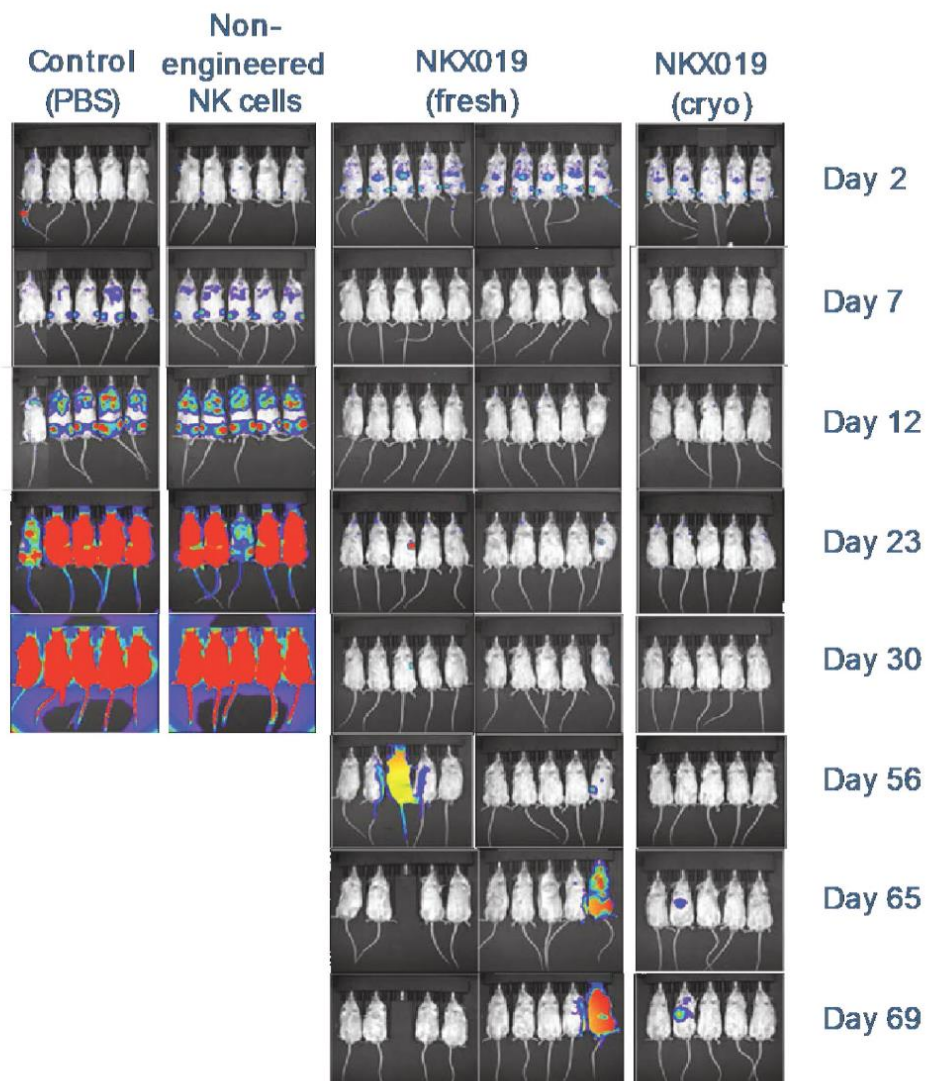 Control
(PBS)
Non-
engineered
NK cells
NKX019
(fresh)
NKX019
(cryo)
Day 2
Day 7
Day 12
Day 23
Day 30
Day 56
Day 65
Day 69